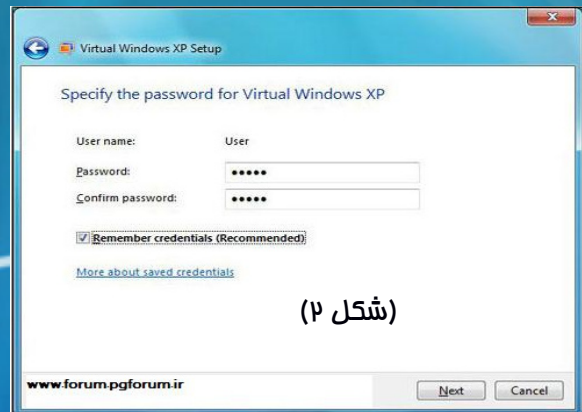 Virtual Windows XP Setup
Specify the password for Virtual Windows XP
User name: User
Password: •••••
Confirm password: •••••
Remember credentials (Recommended)
More about saved credentials
(شکل ۲)
www.forum.pgforum.ir
Next Cancel